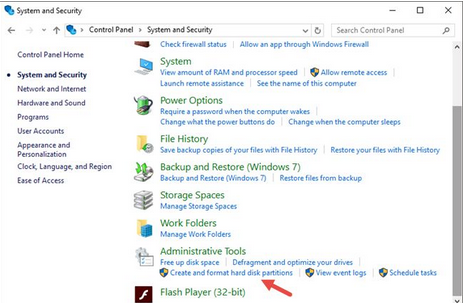 System and Security
Control Panel > System and Security
Search Control Panel
Control Panel Home
System and Security
Network and Internet
Hardware and Sound
Programs
User Accounts
Appearance and
Personalization
Clock, Language, and Region
Ease of Access
Check firewall status Allow an app through Windows Firewall
System
View amount of RAM and processor speed Allow remote access
Launch remote assistance See the name of this computer
Power Options
Require a password when the computer wakes
Change what the power buttons do Change when the computer sleeps
File History
Save backup copies of your files with File History Restore your files with File History
Backup and Restore (Windows 7)
Backup and Restore (Windows 7) Restore files from backup
Storage Spaces
Manage Storage Spaces
Work Folders
Manage Work Folders
Administrative Tools
Free up disk space Defragment and optimize your drives
Create and format hard disk partitions View event logs Schedule tasks
Flash Player (32-bit)